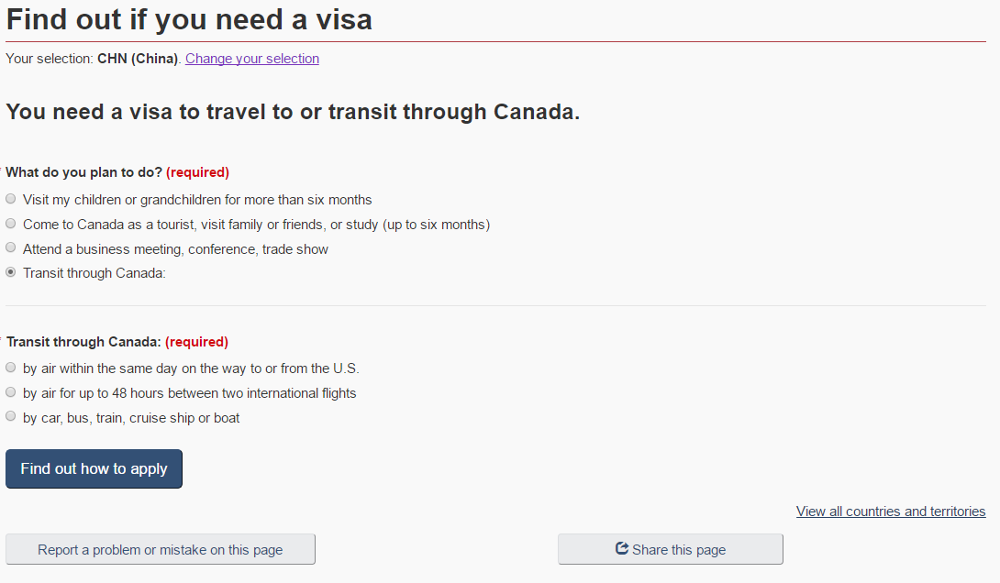 Find out if you need a visa
Your selection: CHN (China). Change your selection
You need a visa to travel to or transit through Canada.
* What do you plan to do? (required)
Visit my children or grandchildren for more than six months
Come to Canada as a tourist, visit family or friends, or study (up to six months)
Attend a business meeting, conference, trade show
Transit through Canada:
* Transit through Canada: (required)
by air within the same day on the way to or from the U.S.
by air for up to 48 hours between two international flights
by car, bus, train, cruise ship or boat
Find out how to apply
View all countries and territories
Report a problem or mistake on this page
Share this page